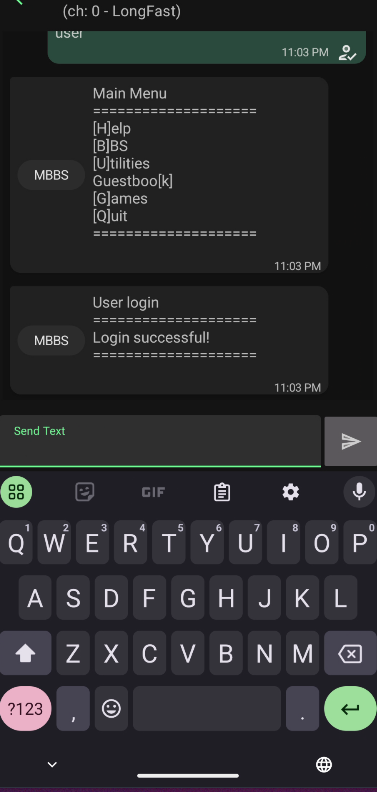 (ch: 0 - LongFast)
user
11:03 PM
Main Menu
====================
[H]elp
[B]BS
[U]tilities
Guestboo[k]
[G]ames
[Q]uit
====================
MBBS
11:03 PM
User login
====================
Login successful!
====================
MBBS
11:03 PM
Send Text
GIF
1 2 3 4 5 6 7 8 9 0
Q W E R T Y U I O P
A S D F G H J K L
Z X C V B N M
?123 , .